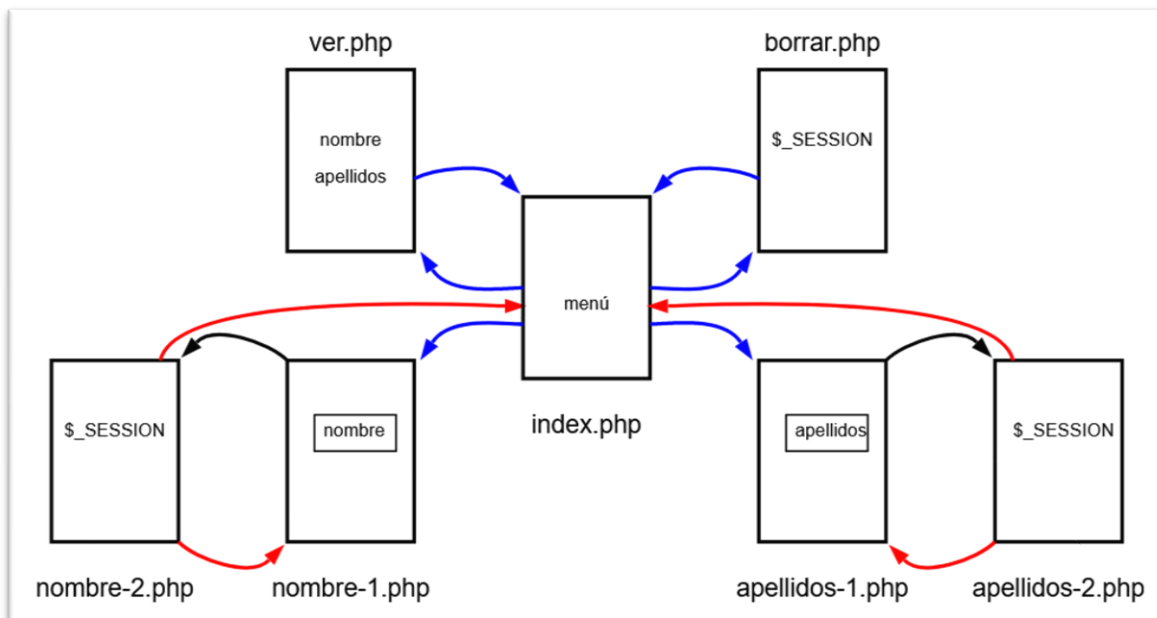 ver.php
borrar.php
nombre
apellidos
$_SESSION
menú
index.php
$_SESSION
nombre
apellidos
$_SESSION
nombre-2.php
nombre-1.php
apellidos-1.php
apellidos-2.php